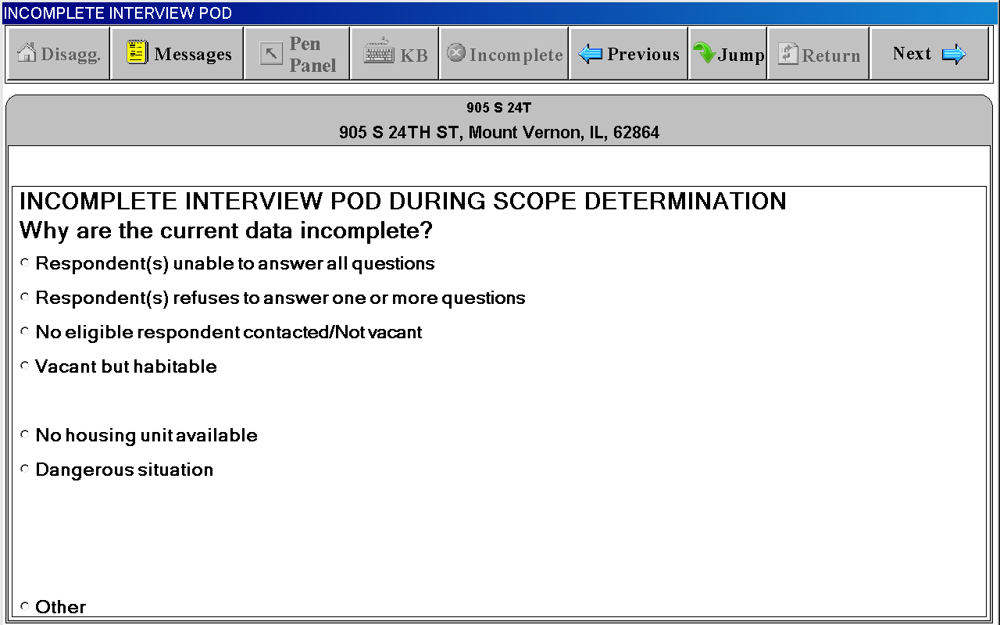 INCOMPLETE INTERVIEW POD
Disagg.
Messages
Pen
Panel
KB
Incomplete
Previous
Jump
Return
Next
905 S 24T
905 S 24TH ST, Mount Vernon, IL, 62864
INCOMPLETE INTERVIEW POD DURING SCOPE DETERMINATION
Why are the current data incomplete?
Respondent(s) unable to answer all questions
Respondent(s) refuses to answer one or more questions
No eligible respondent contacted/Not vacant
Vacant but habitable
No housing unit available
Dangerous situation
Other